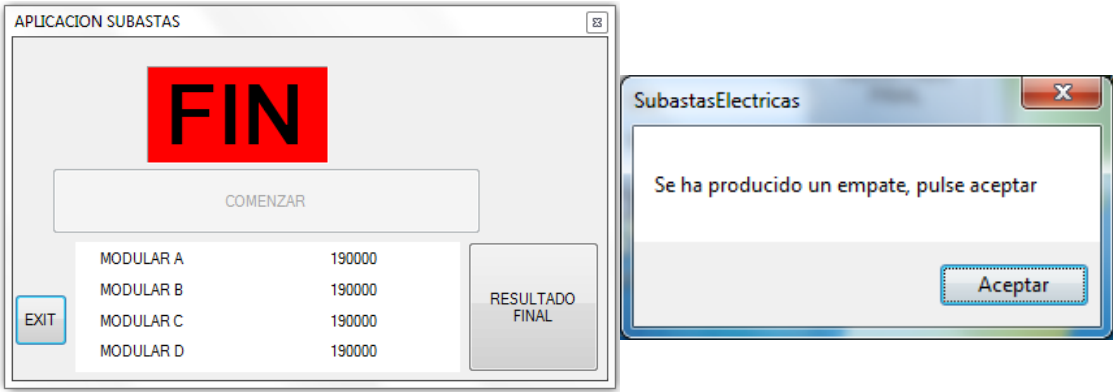 APLICACION SUBASTAS
FIN
COMENZAR
MODULAR A 190000
MODULAR B 190000
MODULAR C 190000
MODULAR D 190000
EXIT
RESULTADO
FINAL
SubastasElectricas
Se ha producido un empate, pulse aceptar
Aceptar